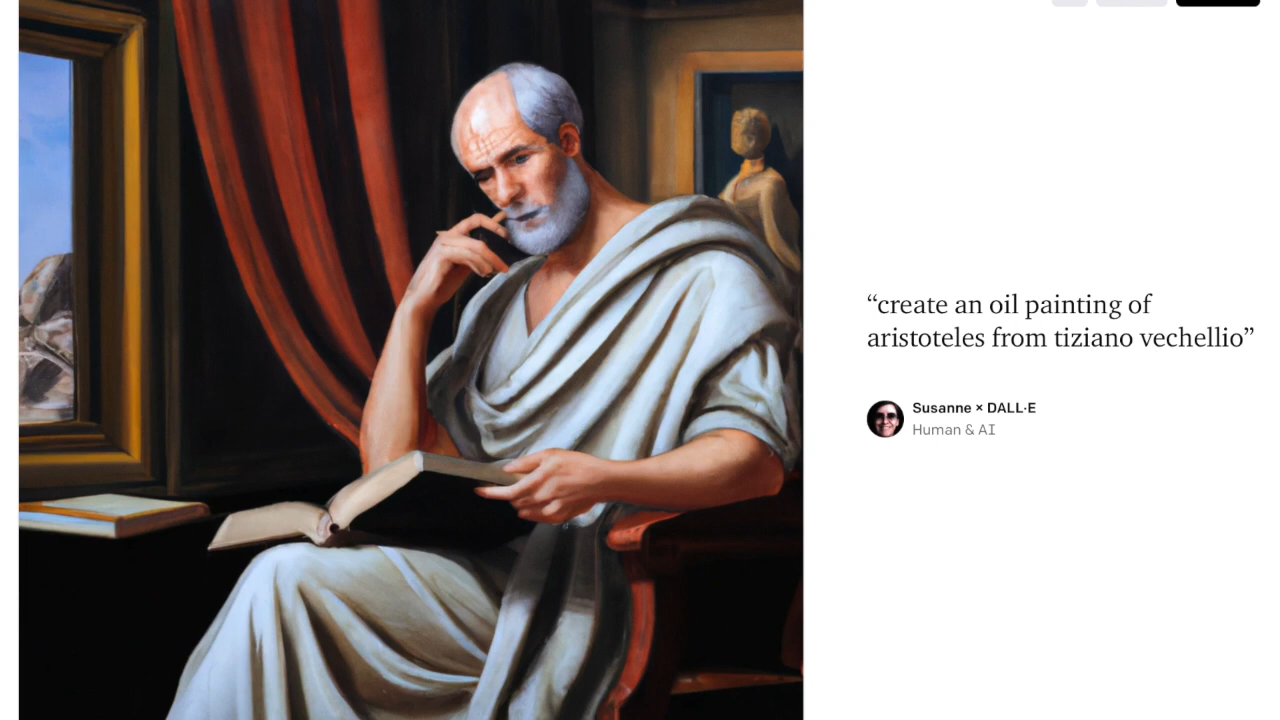 “create an oil painting of
aristoteles from tiziano vechellio”
Susanne × DALL·E
Human & AI